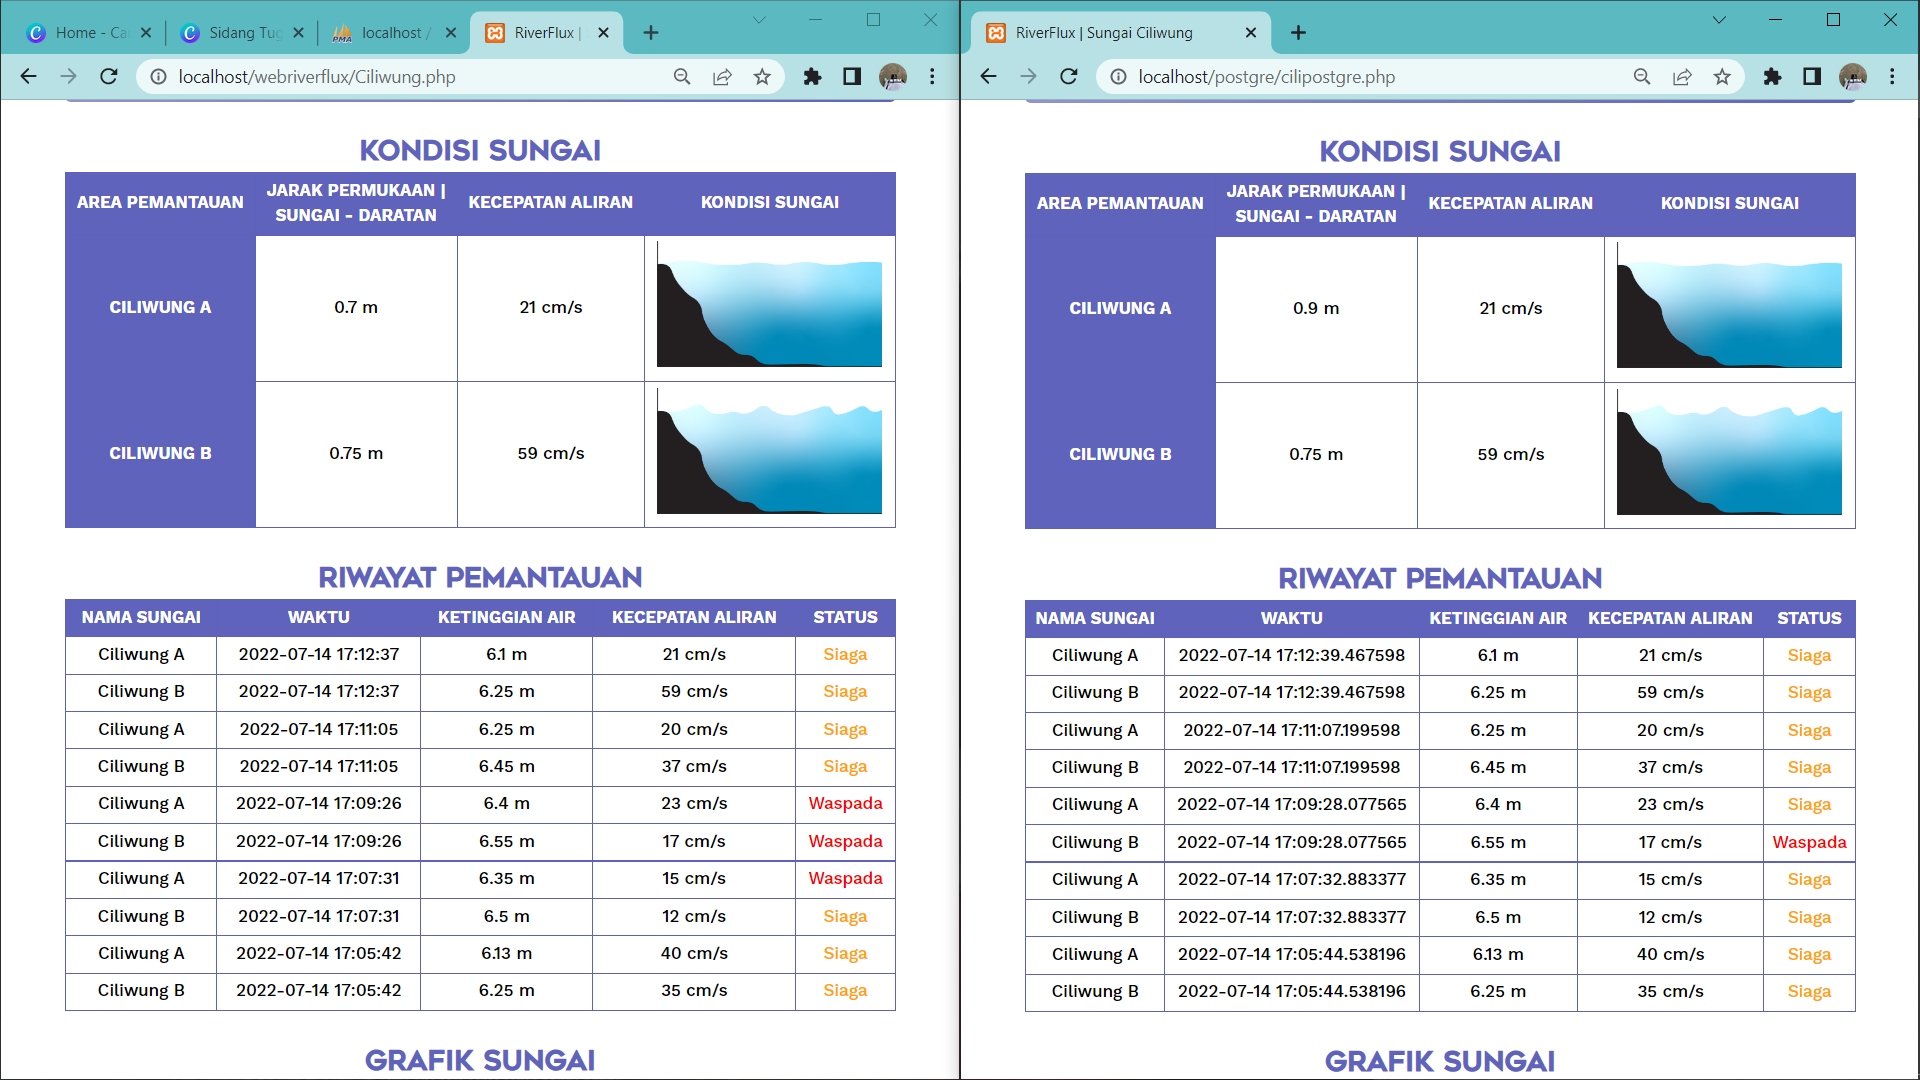 Home - Ca
Sidang Tug
PMA
localhost /
RiverFlux |
localhost/webriverflux/Ciliwung.php
KONDISI SUNGAI
AREA PEMANTAUAN
JARAK PERMUKAAN |
SUNGAI - DARATAN
KECEPATAN ALIRAN
KONDISI SUNGAI
CILIWUNG A
0.7 m
21 cm/s
CILIWUNG B
0.75 m
59 cm/s
RIWAYAT PEMANTAUAN
NAMA SUNGAI WAKTU KETINGGIAN AIR KECEPATAN ALIRAN STATUS
Ciliwung A 2022-07-14 17:12:37 6.1 m 21 cm/s Siaga
Ciliwung B 2022-07-14 17:12:37 6.25 m 59 cm/s Siaga
Ciliwung A 2022-07-14 17:11:05 6.25 m 20 cm/s Siaga
Ciliwung B 2022-07-14 17:11:05 6.45 m 37 cm/s Siaga
Ciliwung A 2022-07-14 17:09:26 6.4 m 23 cm/s Waspada
Ciliwung B 2022-07-14 17:09:26 6.55 m 17 cm/s Waspada
Ciliwung A 2022-07-14 17:07:31 6.35 m 15 cm/s Waspada
Ciliwung B 2022-07-14 17:07:31 6.5 m 12 cm/s Siaga
Ciliwung A 2022-07-14 17:05:42 6.13 m 40 cm/s Siaga
Ciliwung B 2022-07-14 17:05:42 6.25 m 35 cm/s Siaga
GRAFIK SUNGAI
RiverFlux | Sungai Ciliwung
localhost/postgre/cilipostgre.php
KONDISI SUNGAI
AREA PEMANTAUAN
JARAK PERMUKAAN |
SUNGAI - DARATAN
KECEPATAN ALIRAN
KONDISI SUNGAI
CILIWUNG A
0.9 m
21 cm/s
CILIWUNG B
0.75 m
59 cm/s
RIWAYAT PEMANTAUAN
NAMA SUNGAI WAKTU KETINGGIAN AIR KECEPATAN ALIRAN STATUS
Ciliwung A 2022-07-14 17:12:39.467598 6.1 m 21 cm/s Siaga
Ciliwung B 2022-07-14 17:12:39.467598 6.25 m 59 cm/s Siaga
Ciliwung A 2022-07-14 17:11:07.199598 6.25 m 20 cm/s Siaga
Ciliwung B 2022-07-14 17:11:07.199598 6.45 m 37 cm/s Siaga
Ciliwung A 2022-07-14 17:09:28.077565 6.4 m 23 cm/s Siaga
Ciliwung B 2022-07-14 17:09:28.077565 6.55 m 17 cm/s Waspada
Ciliwung A 2022-07-14 17:07:32.883377 6.35 m 15 cm/s Siaga
Ciliwung B 2022-07-14 17:07:32.883377 6.5 m 12 cm/s Siaga
Ciliwung A 2022-07-14 17:05:44.538196 6.13 m 40 cm/s Siaga
Ciliwung B 2022-07-14 17:05:44.538196 6.25 m 35 cm/s Siaga
GRAFIK SUNGAI